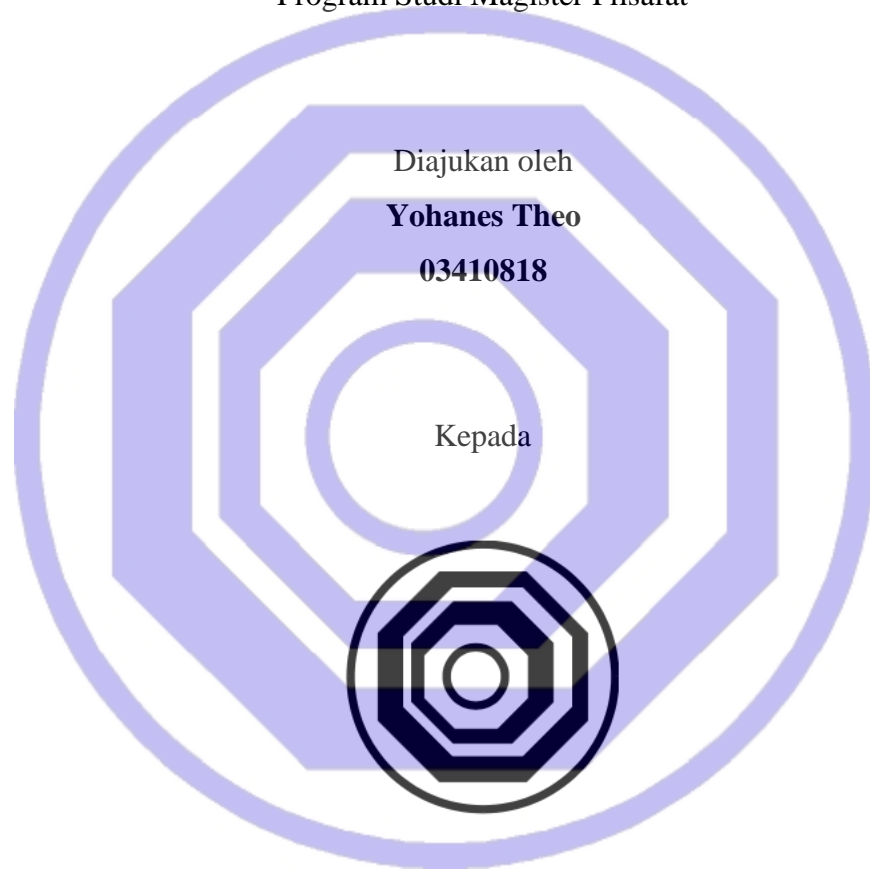 Program Studi Magister Filsafat
Diajukan oleh
Yohanes Theo
03410818
Kepada